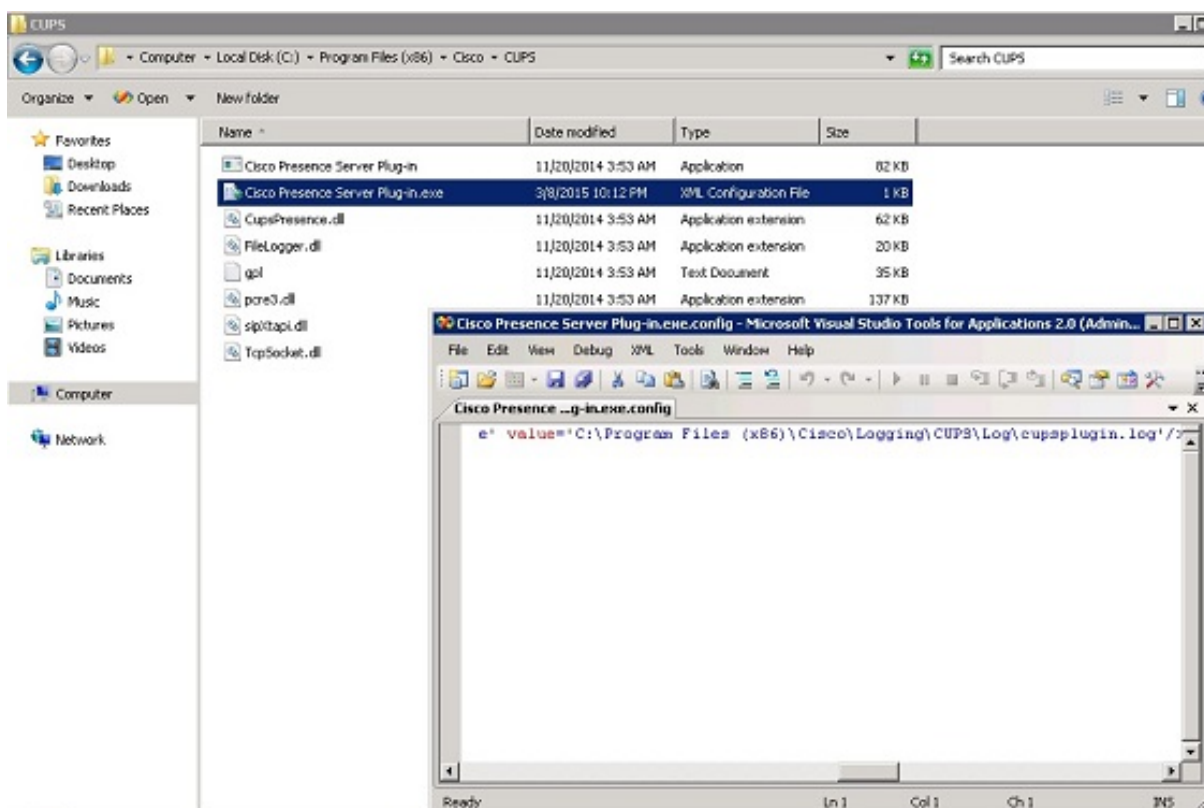 CUPS
Computer Local Disk (C:) Program Files (x86) Cisco CUPS
Search CUPS
Organize Open New folder
Name Date modified Type Size
Favorites
Desktop
Downloads
Recent Places
Libraries
Documents
Music
Pictures
Videos
Computer
Network
Cisco Presence Server Plug-in 11/20/2014 3:53 AM Application 82 KB
Cisco Presence Server Plug-in.exe 3/8/2015 10:12 PM XML Configuration File 1 KB
CupsPresence.dll 11/20/2014 3:53 AM Application extension 62 KB
FileLogger.dll 11/20/2014 3:53 AM Application extension 20 KB
gpl 11/20/2014 3:53 AM Text Document 35 KB
pcre3.dll 11/20/2014 3:53 AM Application extension 137 KB
sipXtapi.dll
TcpSocket.dll
Cisco Presence Server Plug-in.exe.config - Microsoft Visual Studio Tools for Applications 2.0 (Admin...
File Edit View Debug XML Tools Window Help
Cisco Presence ...g-in.exe.config
e' value='C:\Program Files (x86)\Cisco\Logging\CUPS\Log\cupsplugin.log'/>
Ready Ln 1 Col 1 Ch 1 INS